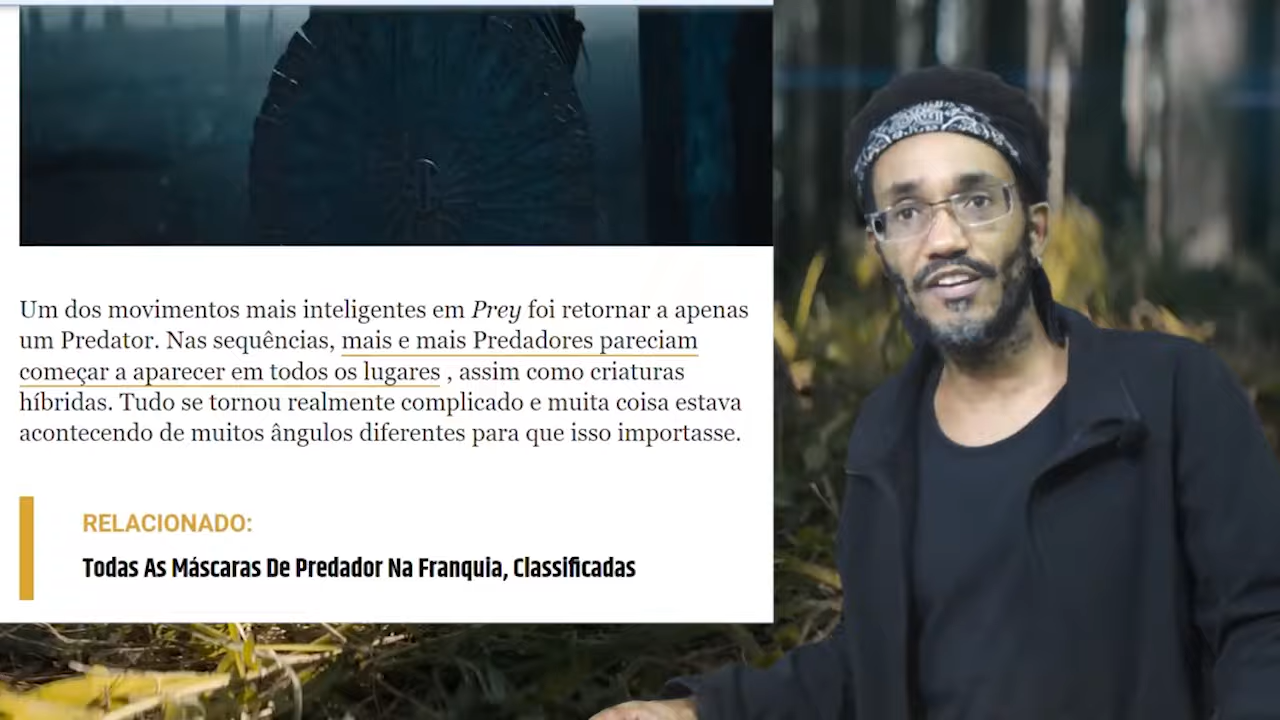 Um dos movimentos mais inteligentes em Prey foi retornar a apenas
um Predator. Nas sequências, mais e mais Predadores pareciam
começar a aparecer em todos os lugares , assim como criaturas
híbridas. Tudo se tornou realmente complicado e muita coisa estava
acontecendo de muitos ângulos diferentes para que isso importasse.
RELACIONADO:
Todas As Máscaras De Predador Na Franquia, Classificadas